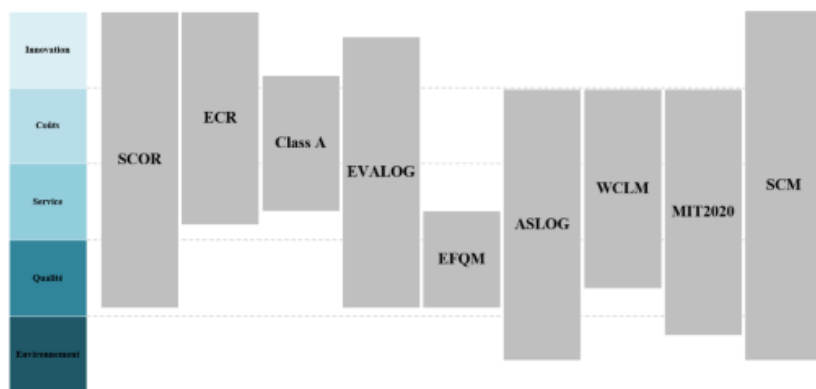 Innovation
Coûts
Service
Qualité
Environnement
SCOR
ECR
Class A
EVALOG
EFQM
ASLOG
WCLM
MIT2020
SCM